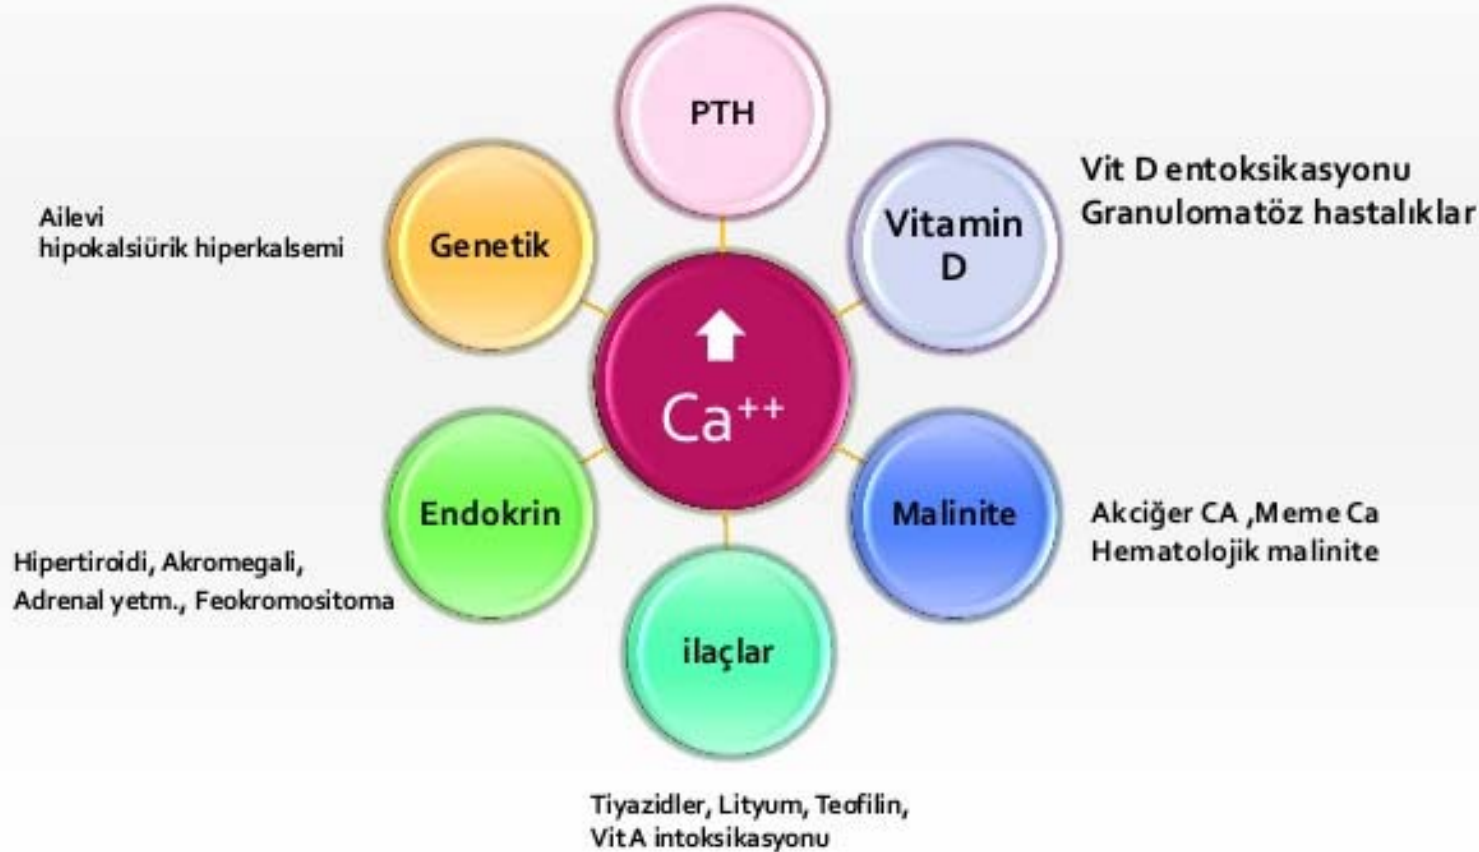 PTH
Vitamin
D
Vit D entoksikasyonu
Granulomatöz hastalıklar
Ailevi
hipokalsiürik hiperkalsemi
Genetik
Ca++
Endokrin
Hipertiroidi, Akromegali,
Adrenal yetm., Feokromositoma
Malinite
Akciğer CA ,Meme Ca
Hematolojik malinite
ilaçlar
Tiyazidler, Lityum, Teofilin,
Vit A intoksikasyonu